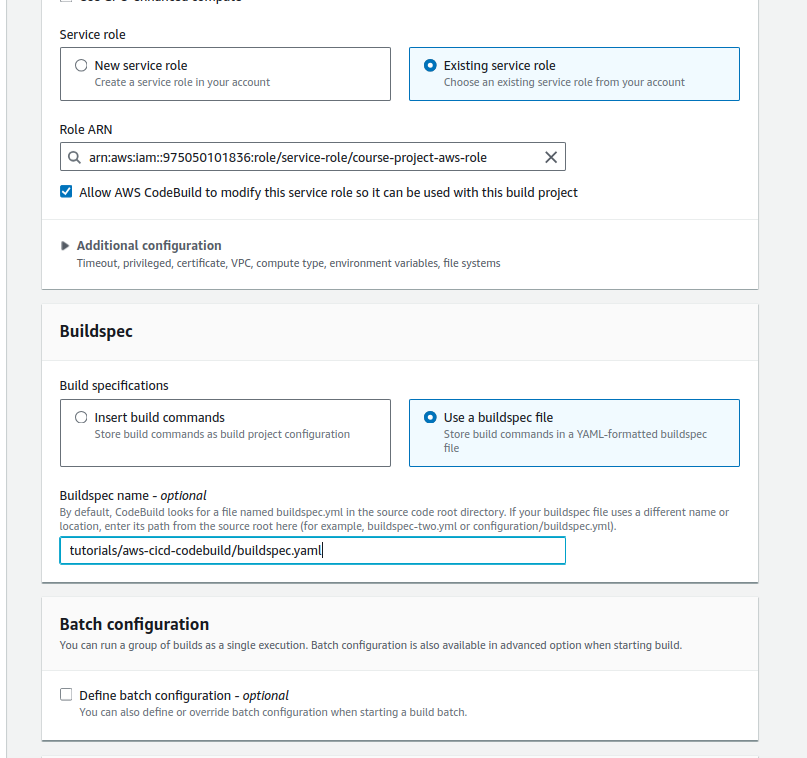 Use GPU-enhanced compute
Service role
New service role
Create a service role in your account
Existing service role
Choose an existing service role from your account
Role ARN
arn:aws:iam::975050101836:role/service-role/course-project-aws-role
Allow AWS CodeBuild to modify this service role so it can be used with this build project
Additional configuration
Timeout, privileged, certificate, VPC, compute type, environment variables, file systems
Buildspec
Build specifications
Insert build commands
Store build commands as build project configuration
Use a buildspec file
Store build commands in a YAML-formatted buildspec
file
Buildspec name - optional
By default, CodeBuild looks for a file named buildspec.yml in the source code root directory. If your buildspec file uses a different name or
location, enter its path from the source root here (for example, buildspec-two.yml or configuration/buildspec.yml).
tutorials/aws-cicd-codebuild/buildspec.yaml
Batch configuration
You can run a group of builds as a single execution. Batch configuration is also available in advanced option when starting build.
Define batch configuration - optional
You can also define or override batch configuration when starting a build batch.